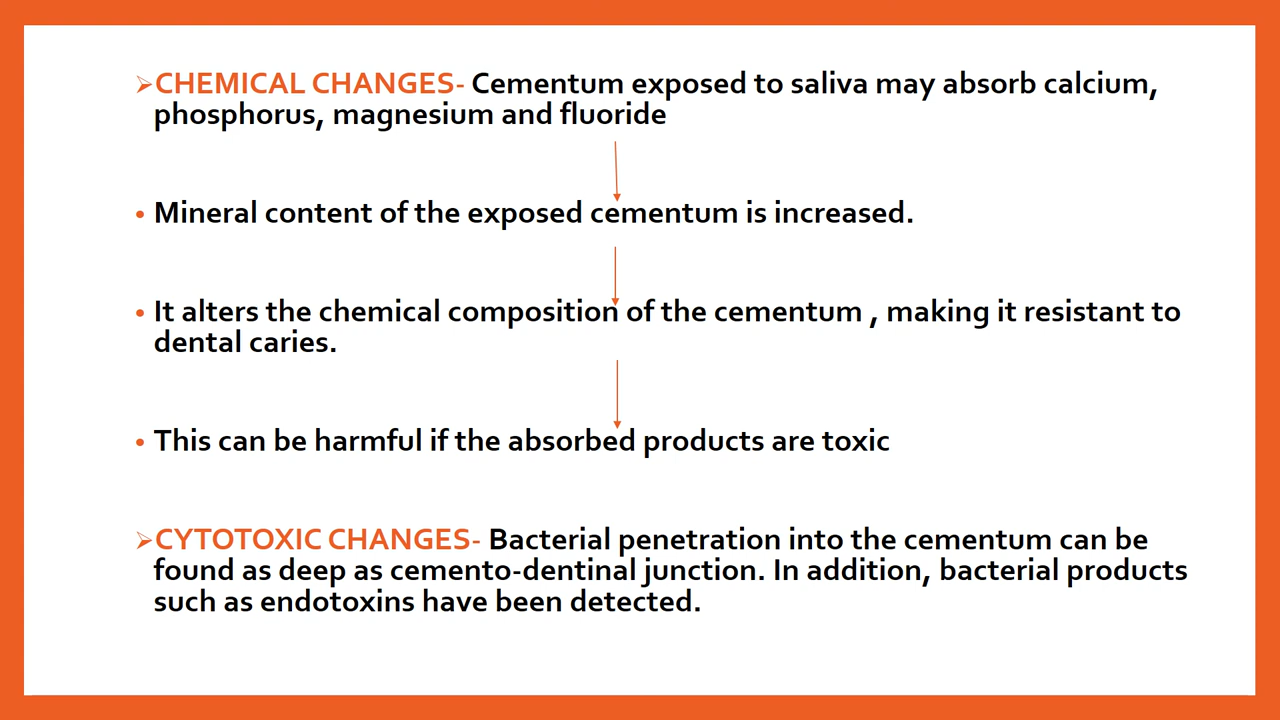 ➢CHEMICAL CHANGES- Cementum exposed to saliva may absorb calcium,
phosphorus, magnesium and fluoride
• Mineral content of the exposed cementum is increased.
• It alters the chemical composition of the cementum , making it resistant to
dental caries.
• This can be harmful if the absorbed products are toxic
➢CYTOTOXIC CHANGES- Bacterial penetration into the cementum can be
found as deep as cemento-dentinal junction. In addition, bacterial products
such as endotoxins have been detected.